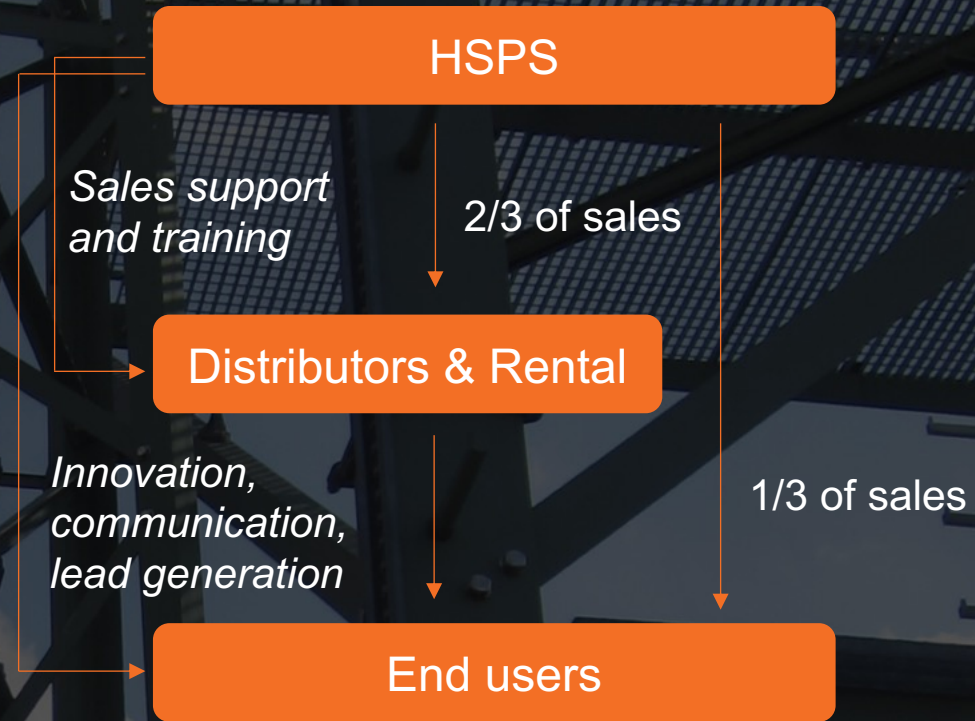 HSPS
Sales support
and training
2/3 of sales
Distributors & Rental
Innovation,
communication,
lead generation
1/3 of sales
End users